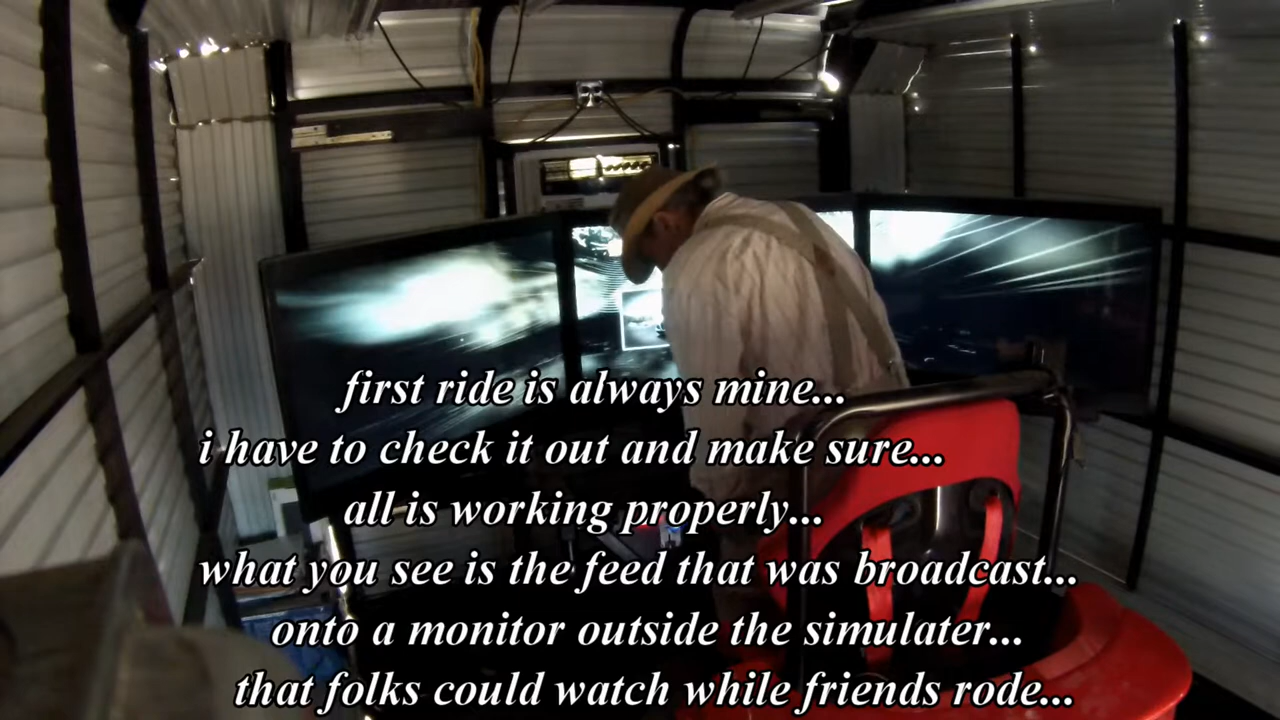 first ride is always mine...
i have to check it out and make sure...
all is working properly...
what you see is the feed that was broadcast...
onto a monitor outside the simulater...
that folks could watch while friends rode...